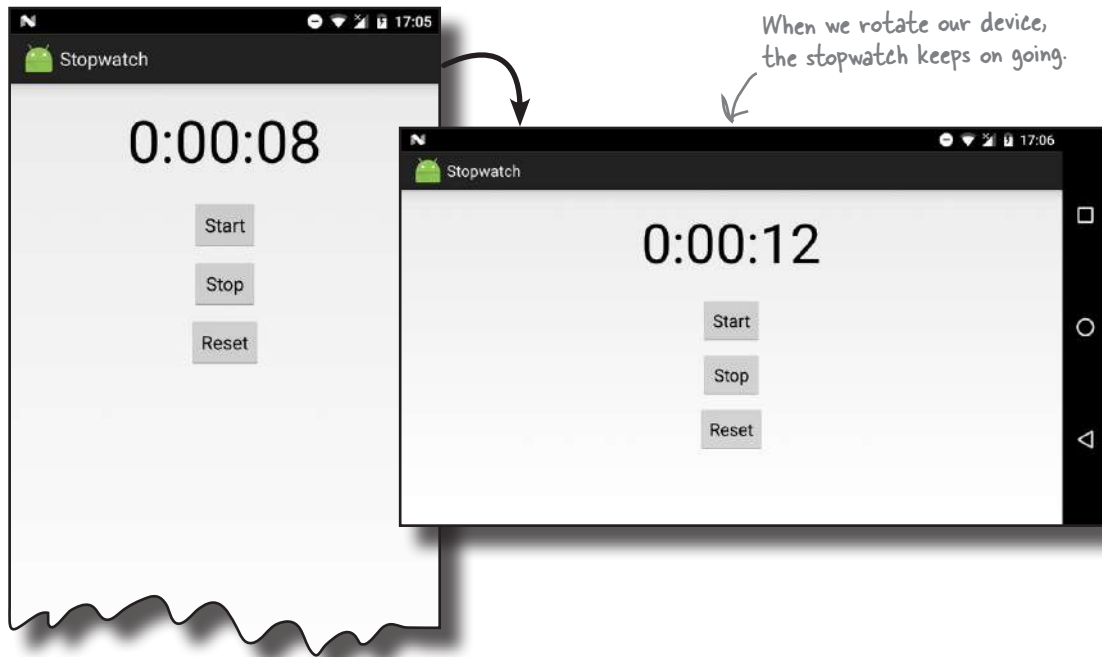 17:05
Stopwatch
0:00:08
Start
Stop
Reset
When we rotate our device,
the stopwatch keeps on going.
17:06
Stopwatch
0:00:12
Start
Stop
Reset